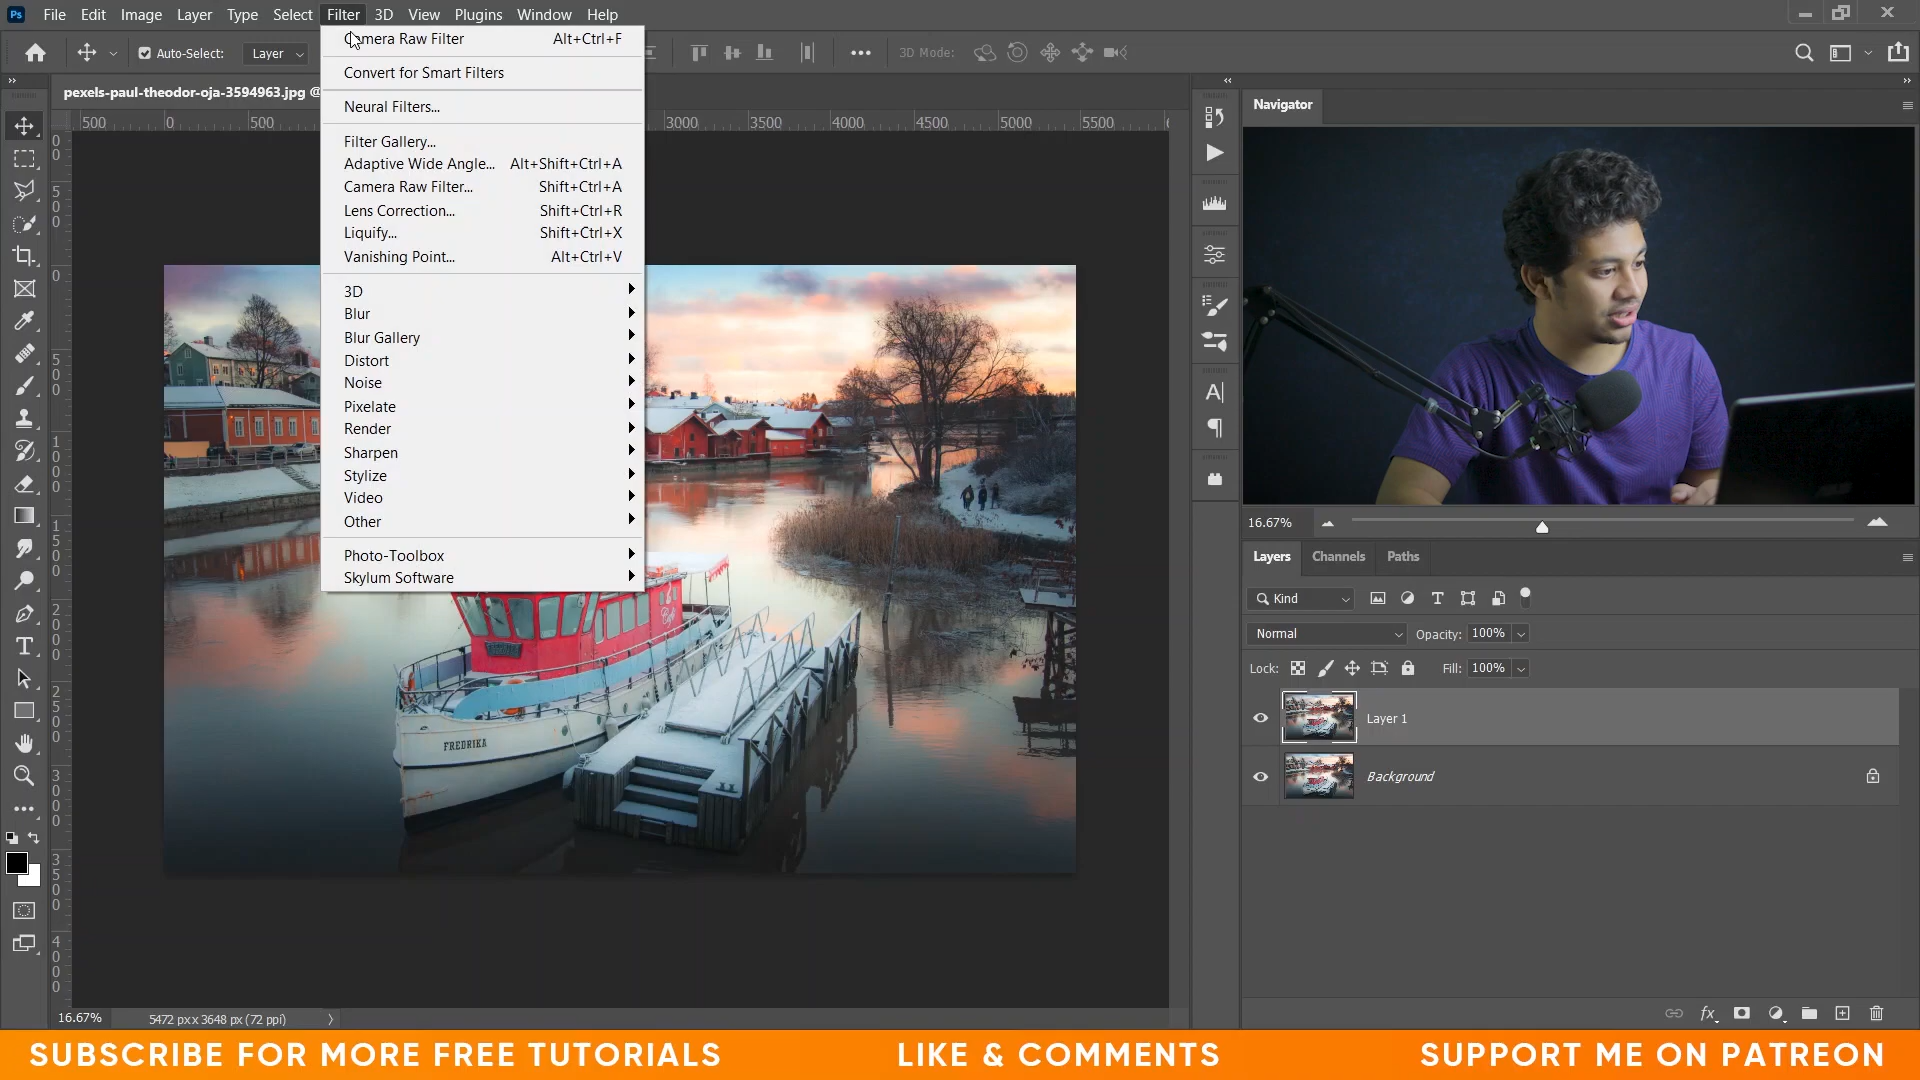 Ps File Edit Image Layer Type Select Filter 3D View Plugins Window Help
Auto-Select: Layer 3D Mode:
pexels-paul-theodor-oja-3594963.jpg @
500 0 500 3000 3500 4000 4500 5000 5500
Camera Raw Filter Alt+Ctrl+F
Convert for Smart Filters
Neural Filters...
Filter Gallery...
Adaptive Wide Angle... Alt+Shift+Ctrl+A
Camera Raw Filter... Shift+Ctrl+A
Lens Correction... Shift+Ctrl+R
Liquify... Shift+Ctrl+X
Vanishing Point... Alt+Ctrl+V
3D
Blur
Blur Gallery
Distort
Noise
Pixelate
Render
Sharpen
Stylize
Video
Other
Photo-Toolbox
Skylum Software
FREDRIKA
16.67% 5472 px x 3648 px (72 ppi)
Navigator
16.67%
Layers Channels Paths
Kind
Normal Opacity: 100%
Lock: Fill: 100%
Layer 1
Background
fx
SUBSCRIBE FOR MORE FREE TUTORIALS LIKE & COMMENTS SUPPORT ME ON PATREON